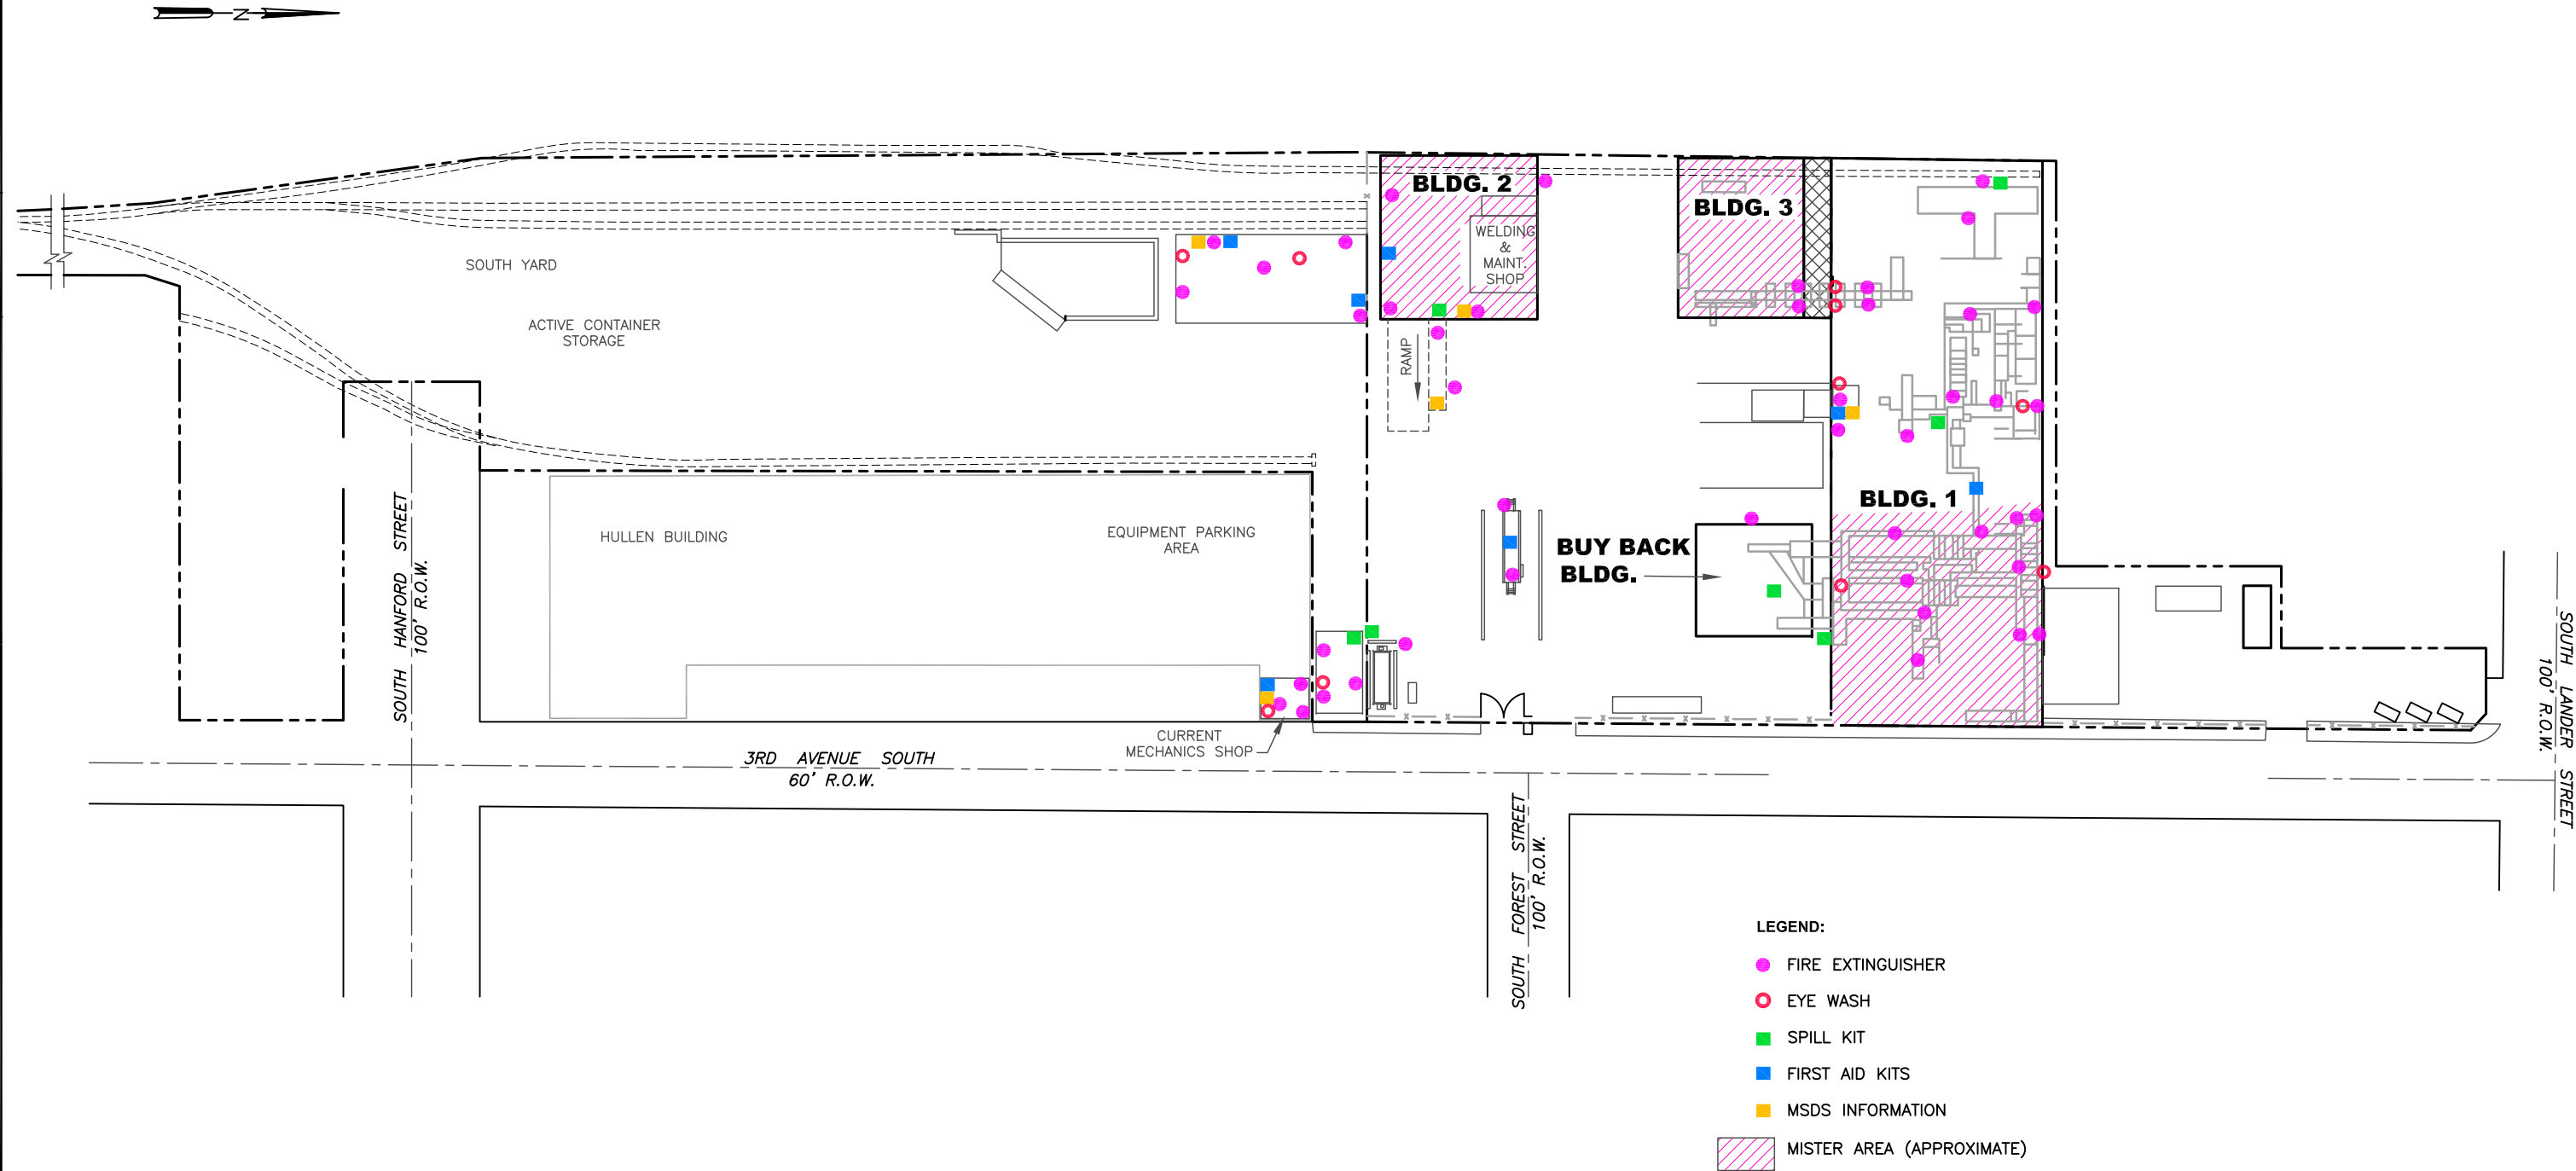 N
BLDG. 2
BLDG. 3
WELDING
&
MAINT.
SHOP
SOUTH YARD
ACTIVE CONTAINER
STORAGE
RAMP
BLDG. 1
HULLEN BUILDING
EQUIPMENT PARKING
AREA
BUY BACK
BLDG.
SOUTH HANFORD STREET
100' R.O.W.
CURRENT
MECHANICS SHOP
3RD AVENUE SOUTH
60' R.O.W.
SOUTH FOREST STREET
100' R.O.W.
SOUTH LANDER STREET
100' R.O.W.
LEGEND:
FIRE EXTINGUISHER
EYE WASH
SPILL KIT
FIRST AID KITS
MSDS INFORMATION
MISTER AREA (APPROXIMATE)